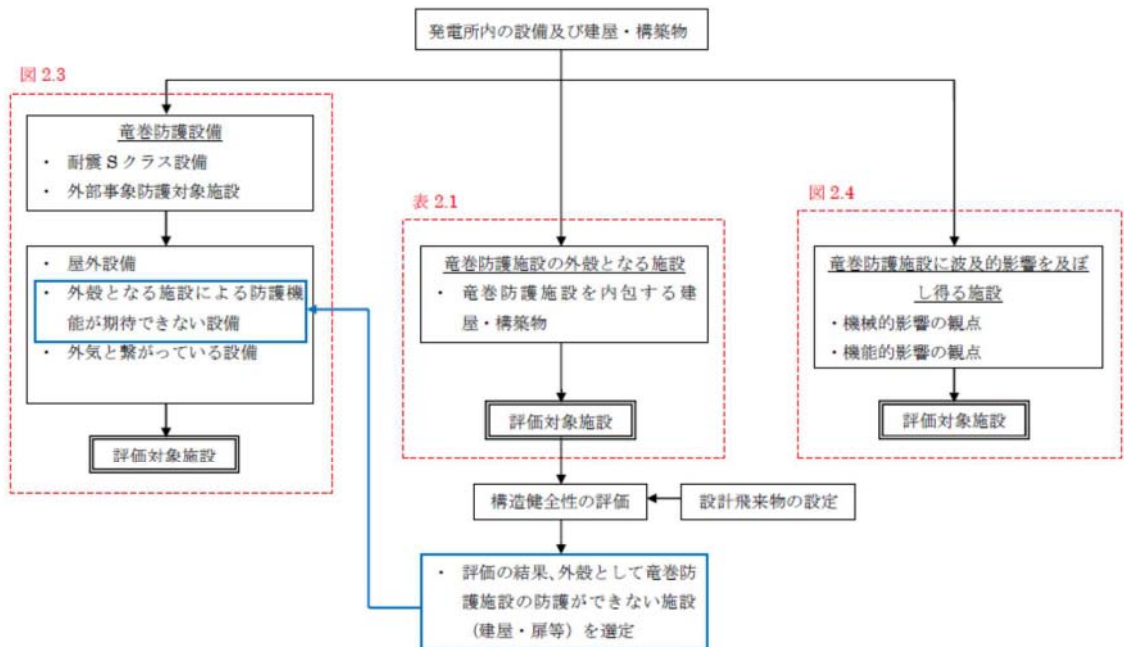 発電所内の設備及び建屋・構築物
図 2.3
竜巻防護設備
・ 耐震 S クラス設備
・ 外部事象防護対象施設
・ 屋外設備
・ 外殻となる施設による防護機
能が期待できない設備
・ 外気と繋がっている設備
評価対象施設
表 2.1
竜巻防護施設の外殻となる施設
・ 竜巻防護施設を内包する建
屋・構築物
評価対象施設
構造健全性の評価
設計飛来物の設定
・ 評価の結果、外殻として竜巻防
護施設の防護ができない施設
（建屋・扉等）を選定
図 2.4
竜巻防護施設に波及的影響を及ぼ
し得る施設
・機械的影響の観点
・機能的影響の観点
評価対象施設